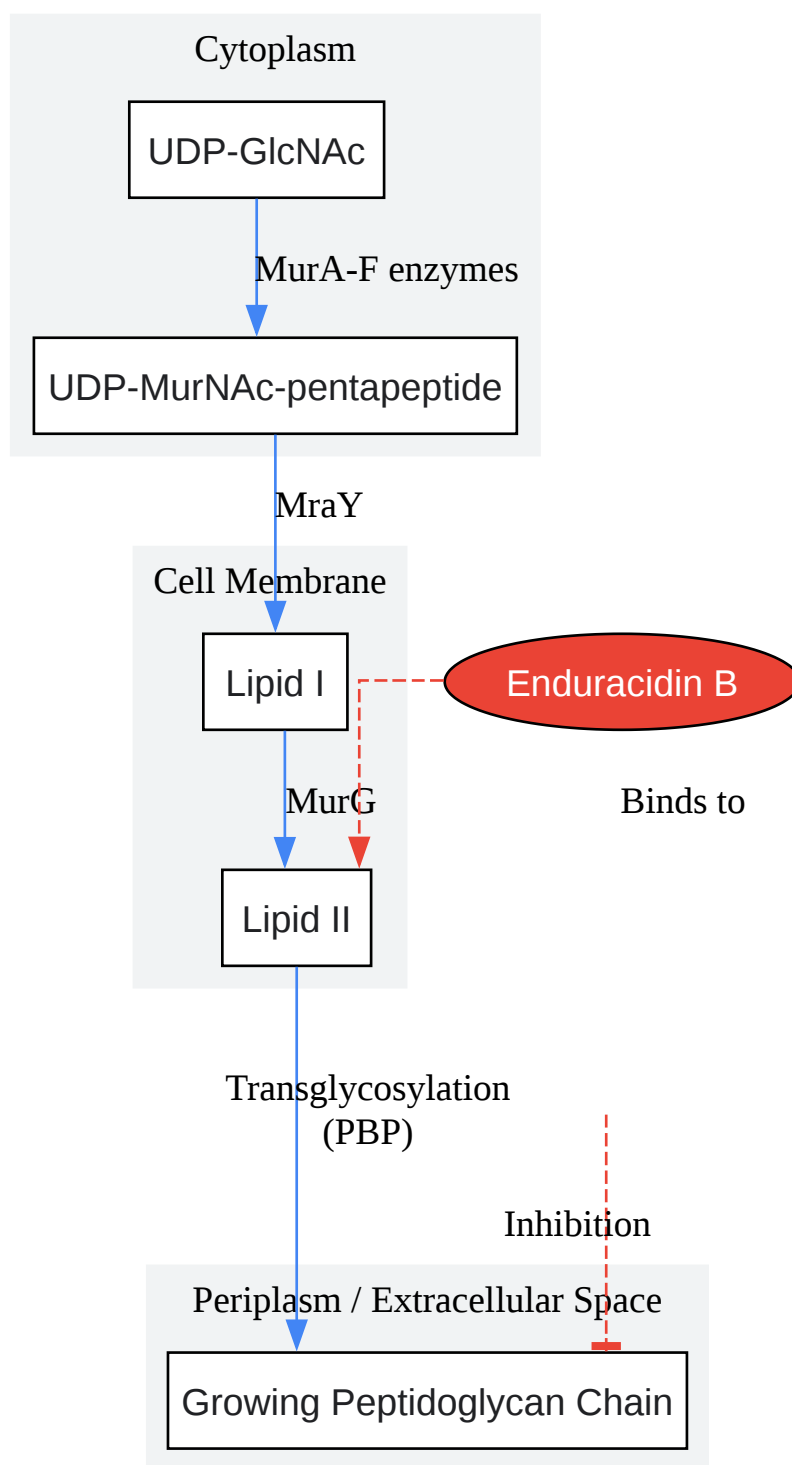 Cytoplasm
UDP-GlcNAc
MurA-F enzymes
UDP-MurNAc-pentapeptide
MraY
Cell Membrane
Lipid I
Enduracidin B
MurG
Binds to
Lipid II
Transglycosylation
(PBP)
Inhibition
Periplasm / Extracellular Space
Growing Peptidoglycan Chain